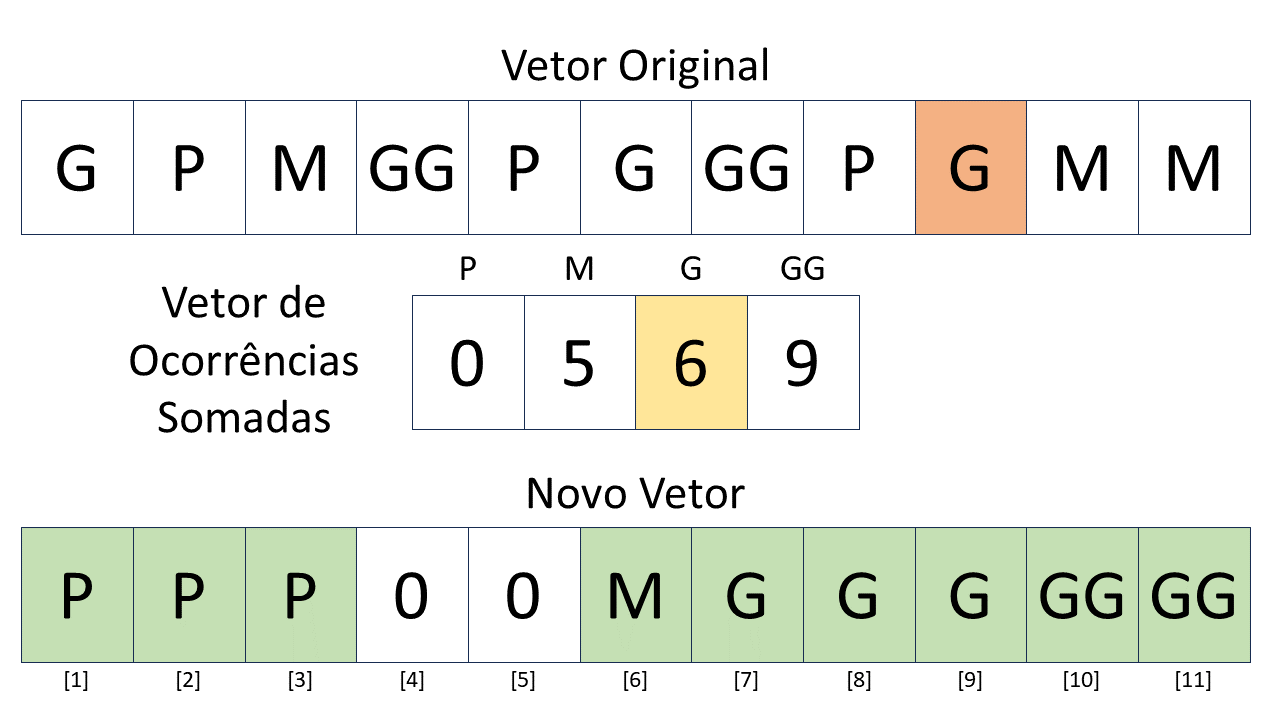 Vetor Original
G P M GG P G GG P G M M
P M G GG
Vetor de
Ocorrências
Somadas
0 5 6 9
Novo Vetor
P P P 0 0 M G G G GG GG
[1] [2] [3] [4] [5] [6] [7] [8] [9] [10] [11]